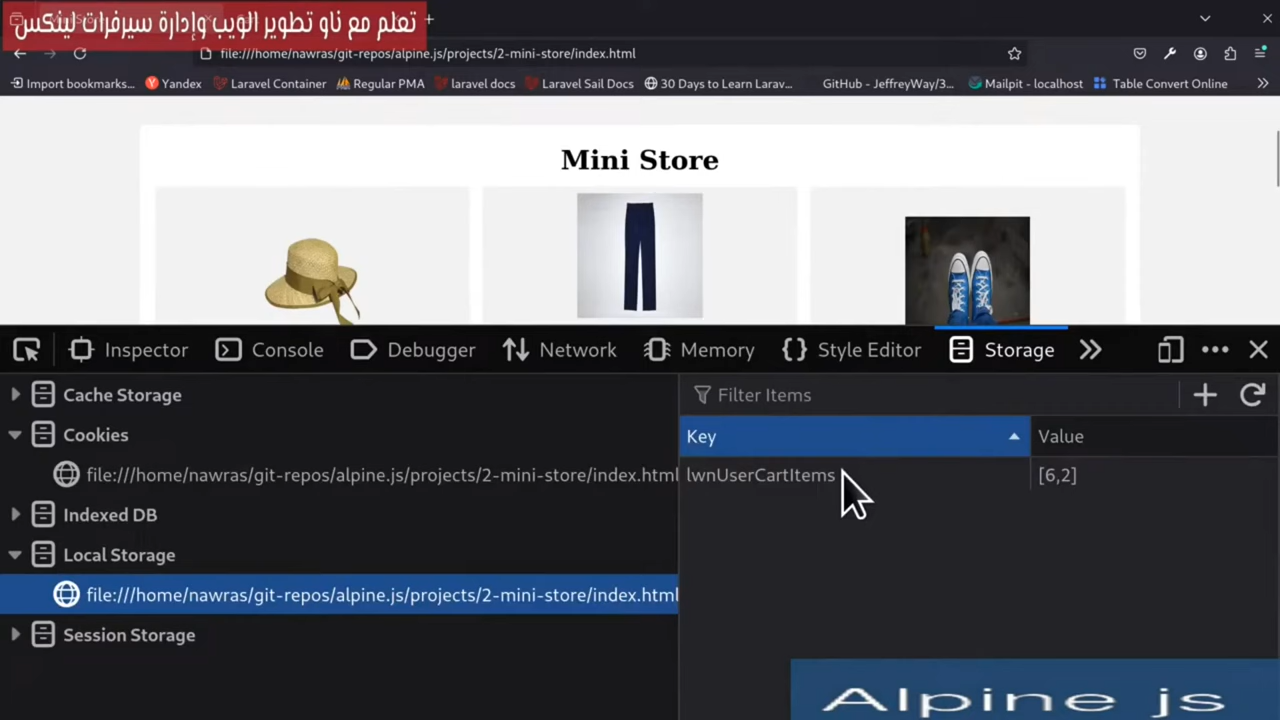 تعلم مع ناو تطوير الويب وإدارة سيرفرات لينكس
file:///home/nawras/git-repos/alpine.js/projects/2-mini-store/index.html
Import bookmarks...
Yandex
Laravel Container
Regular PMA
laravel docs
Laravel Sail Docs
30 Days to Learn Larav...
GitHub - JeffreyWay/3...
Mailpit - localhost
Table Convert Online
Mini Store
Inspector
Console
Debugger
Network
Memory
Style Editor
Storage
Cache Storage
Cookies
file:///home/nawras/git-repos/alpine.js/projects/2-mini-store/index.html
Indexed DB
Local Storage
file:///home/nawras/git-repos/alpine.js/projects/2-mini-store/index.html
Session Storage
Filter Items
Key
Value
lwnUserCartItems
[6,2]
Alpine js